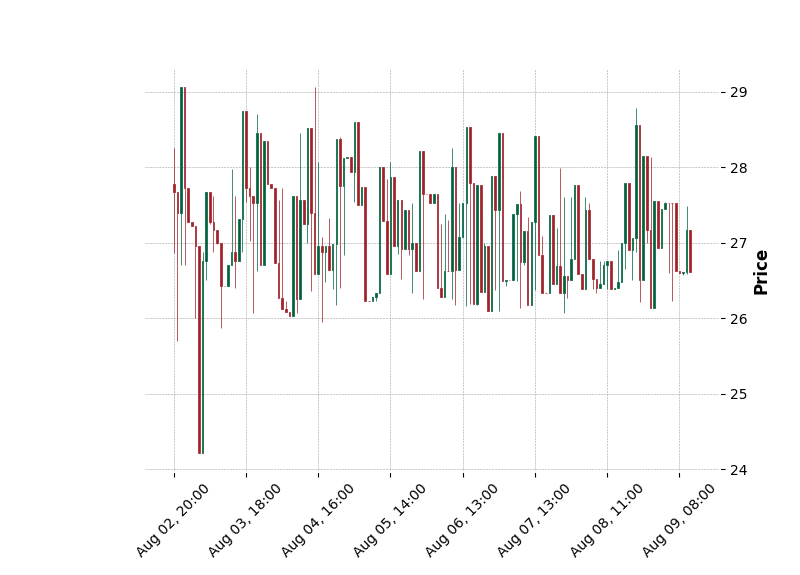 29
28
27
26
25
24
Price
Aug 02, 20:00
Aug 03, 18:00
Aug 04, 16:00
Aug 05, 14:00
Aug 06, 13:00
Aug 07, 13:00
Aug 08, 11:00
Aug 09, 08:00